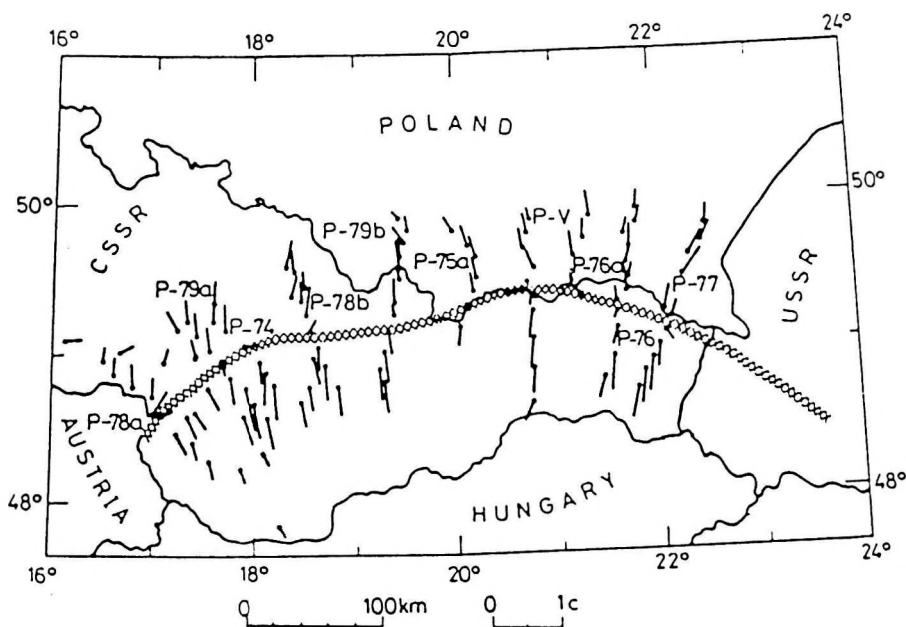 16° 18° 20° 22° 24°
POLAND
50° 50°
CSSR
P-79b P-V
P-75a P-76a
P-79a P-78b P-77
P-74
USSR
P-76
P-78a
AUSTRIA
48° 48°
HUNGARY
16° 18° 20° 22° 24°
0 100km 0 1c